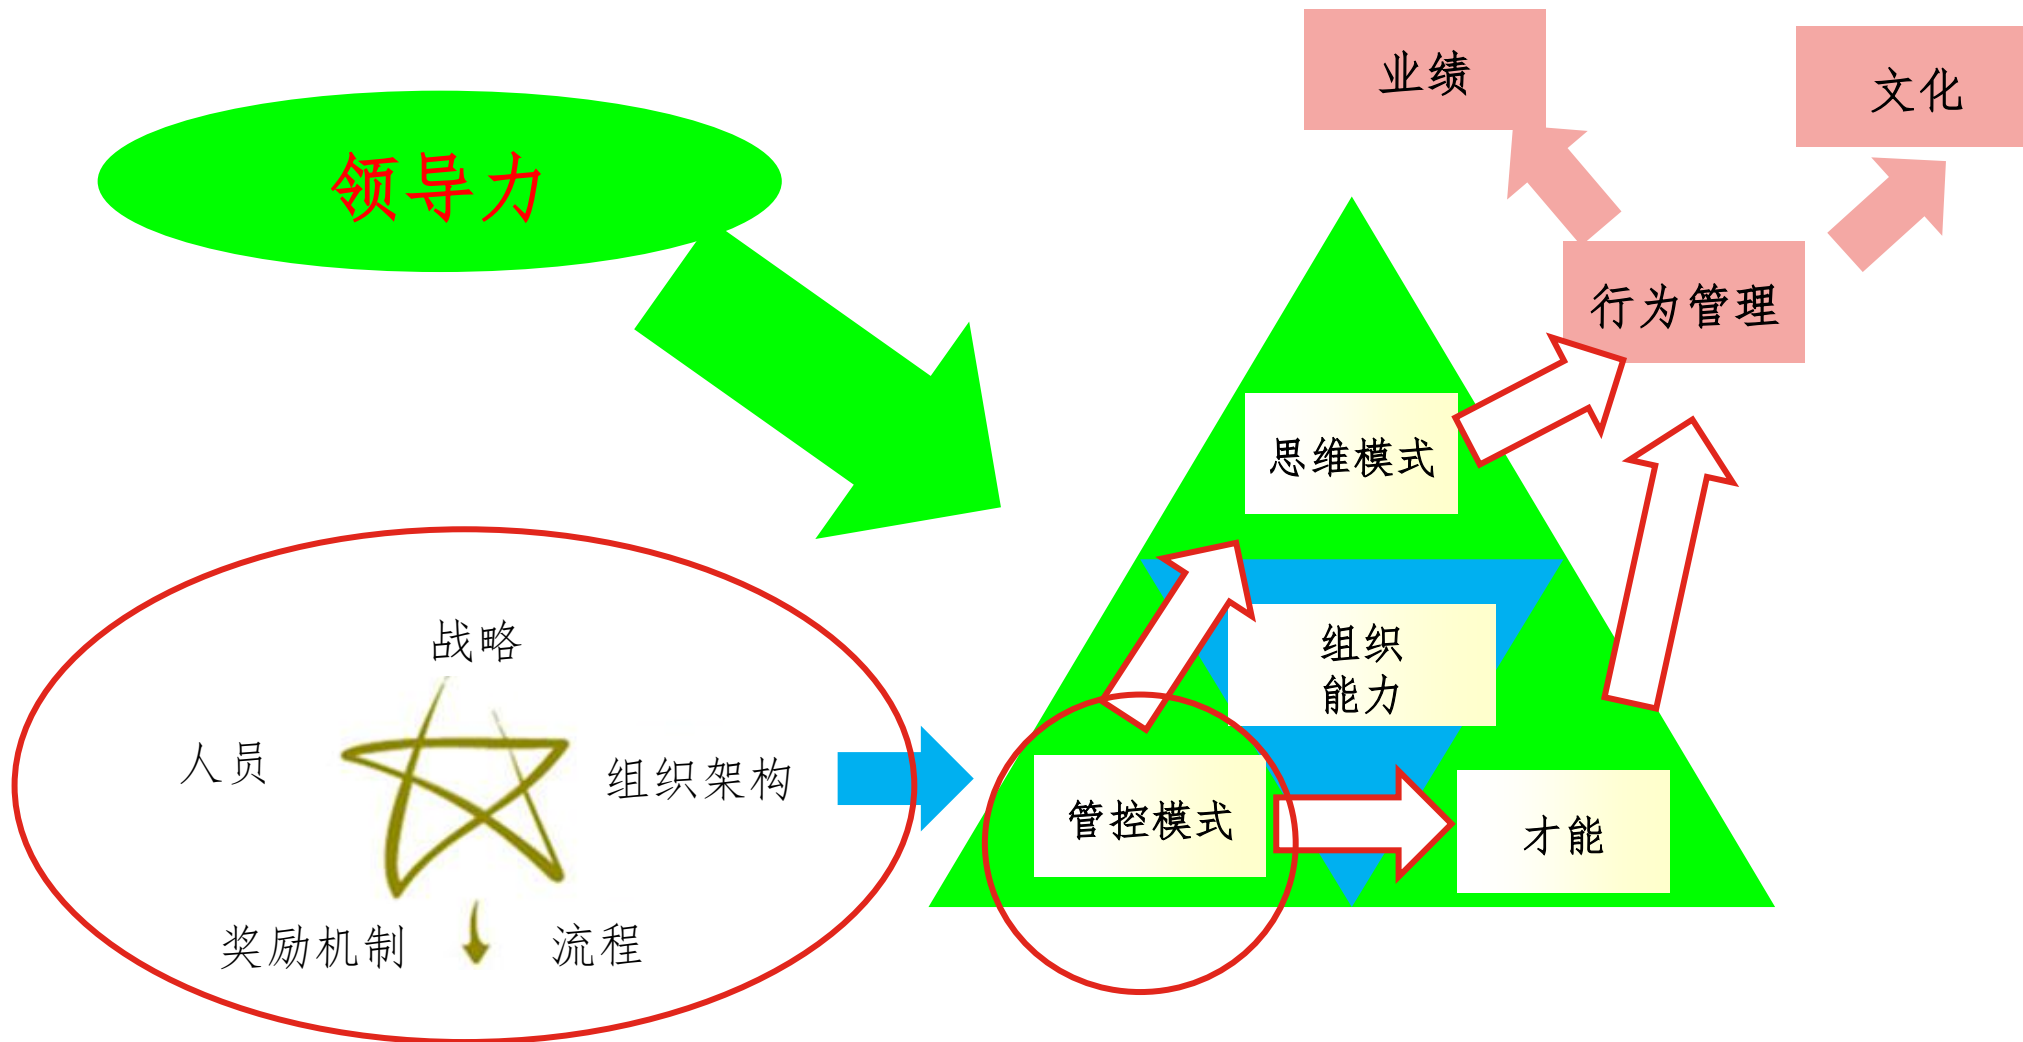 业绩
文化
领导力
行为管理
思维模式
战略
组织
能力
人员
组织架构
管控模式
才能
奖励机制
流程